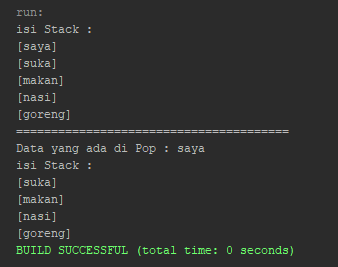 run:
isi Stack :
[saya]
[suka]
[makan]
[nasi]
[goreng]
=======================================
Data yang ada di Pop : saya
isi Stack :
[suka]
[makan]
[nasi]
[goreng]
BUILD SUCCESSFUL (total time: 0 seconds)